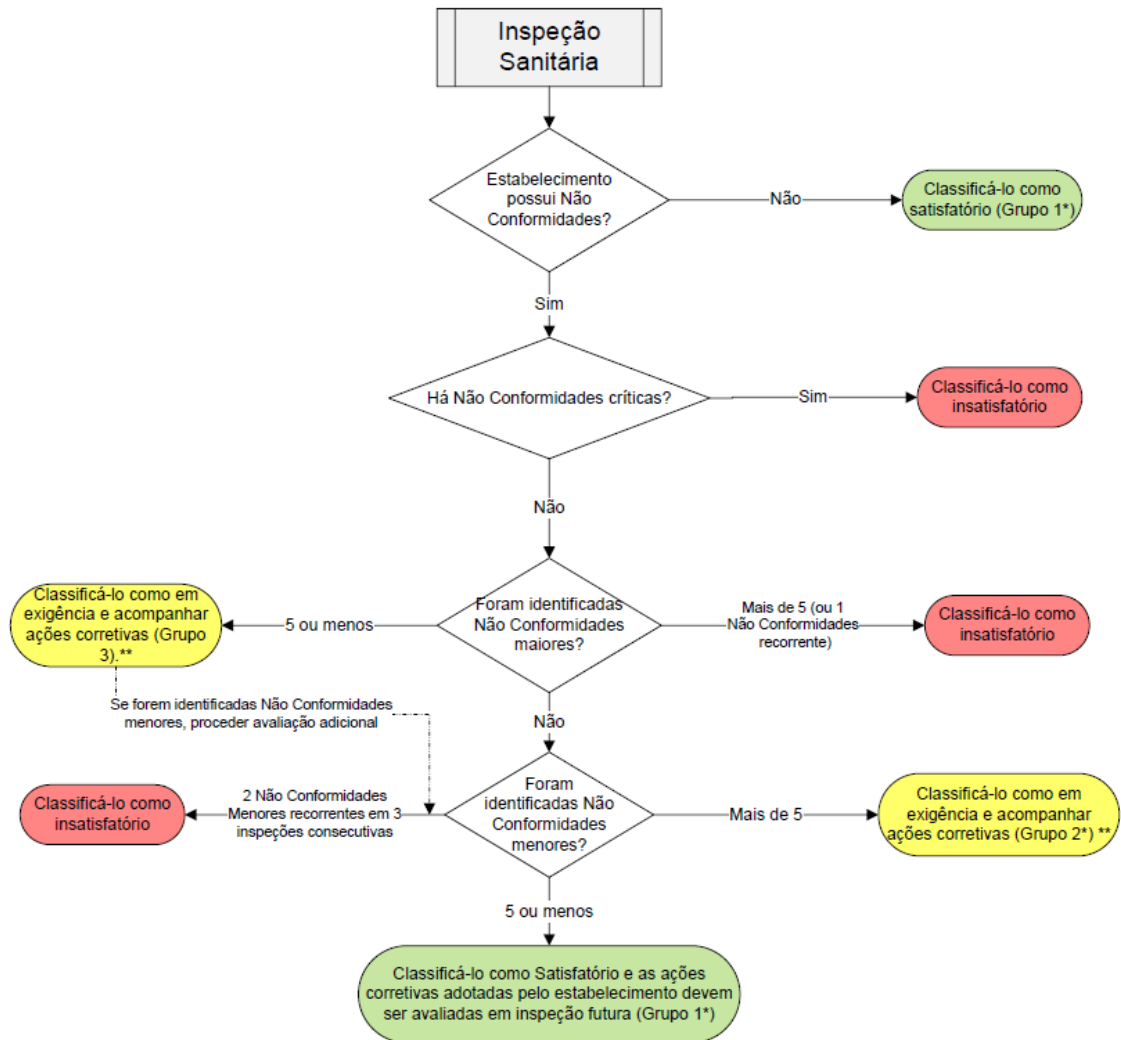 Inspeção
Sanitária
Estabelecimento
possui Não
Conformidades?
Não
Classificá-lo como
satisfatório (Grupo 1*)
Sim
Há Não Conformidades críticas?
Sim
Classificá-lo como
insatisfatório
Não
Classificá-lo como em
exigência e acompanhar
ações corretivas (Grupo
3).**
5 ou menos
Foram identificadas
Não Conformidades
maiores?
Mais de 5 (ou 1
Não Conformidades
recorrente)
Classificá-lo como
insatisfatório
Se forem identificadas Não Conformidades
menores, proceder avaliação adicional
Não
Classificá-lo como
insatisfatório
2 Não Conformidades
Menores recorrentes em 3
inspeções consecutivas
Foram
identificadas Não
Conformidades
menores?
Mais de 5
Classificá-lo como em
exigência e acompanhar
ações corretivas (Grupo 2*) **
5 ou menos
Classificá-lo como Satisfatório e as ações
corretivas adotadas pelo estabelecimento devem
ser avaliadas em inspeção futura (Grupo 1*)